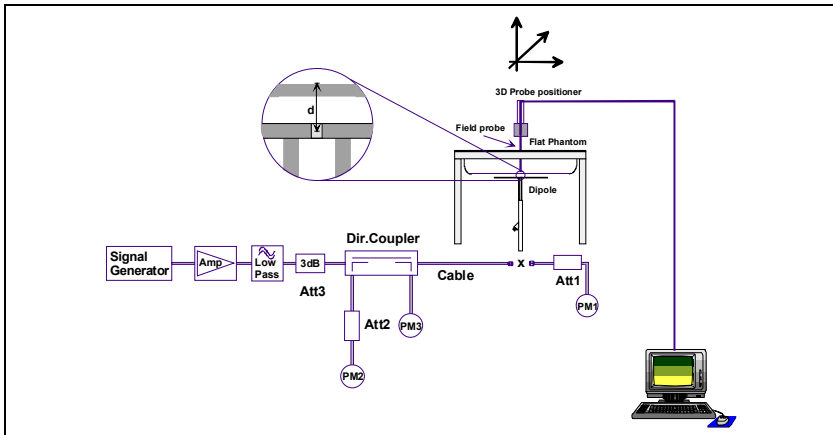 3D Probe positioner
d
Field probe
Flat Phantom
Dipole
Dir.Coupler
Signal
Generator
Amp
Low
Pass
3dB
Att3
Cable
x
Att1
PM1
Att2
PM3
PM2